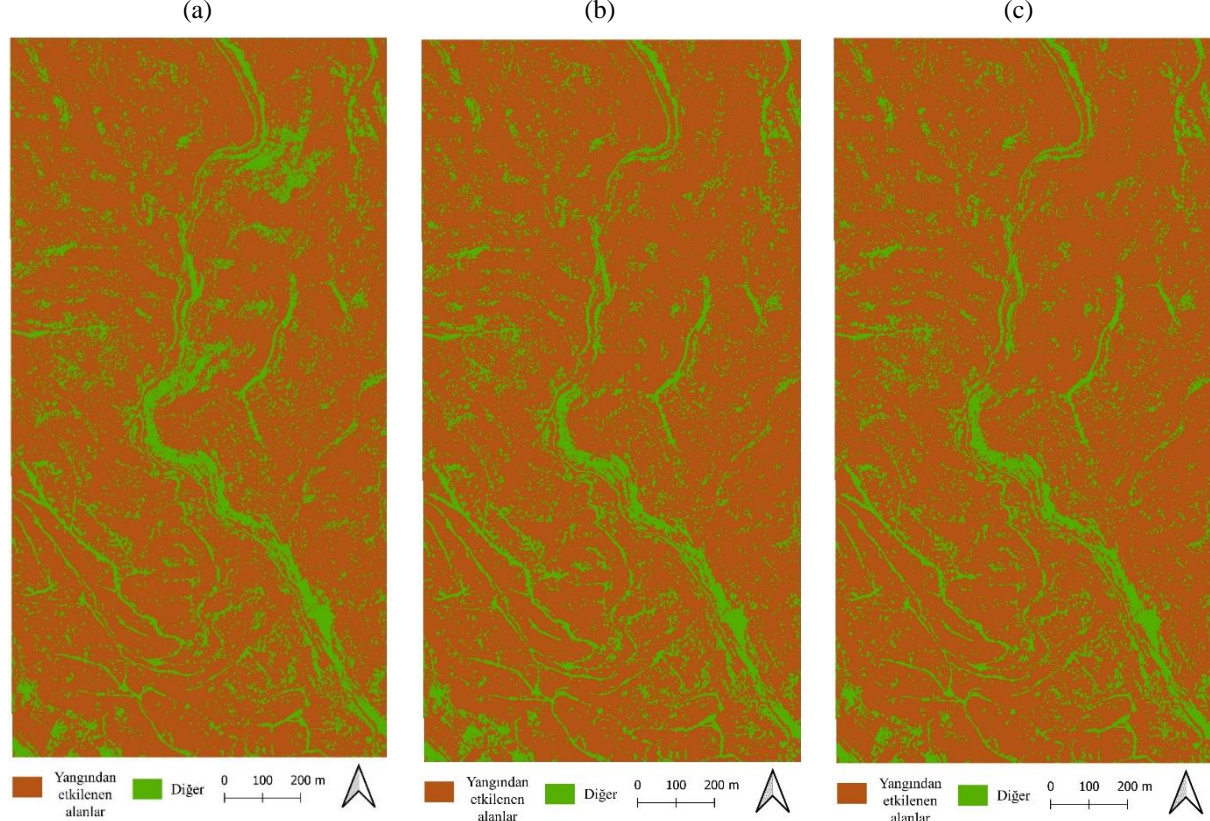 (a)
(b)
(c)
Yangından
etkilenen
alanlar
Diğer
0 100 200 m
Yangından
etkilenen
alanlar
Diğer
0 100 200 m
Yangından
etkilenen
alanlar
Diğer
0 100 200 m